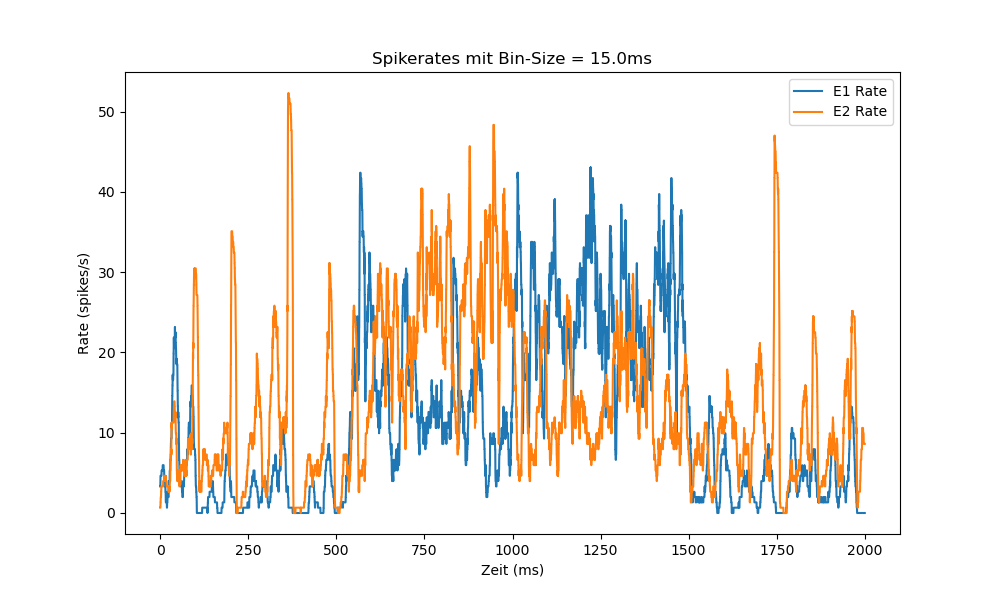 Spikerates mit Bin-Size = 15.0ms
E1 Rate
E2 Rate
50
40
30
20
10
0
Rate (spikes/s)
0 250 500 750 1000 1250 1500 1750 2000
Zeit (ms)